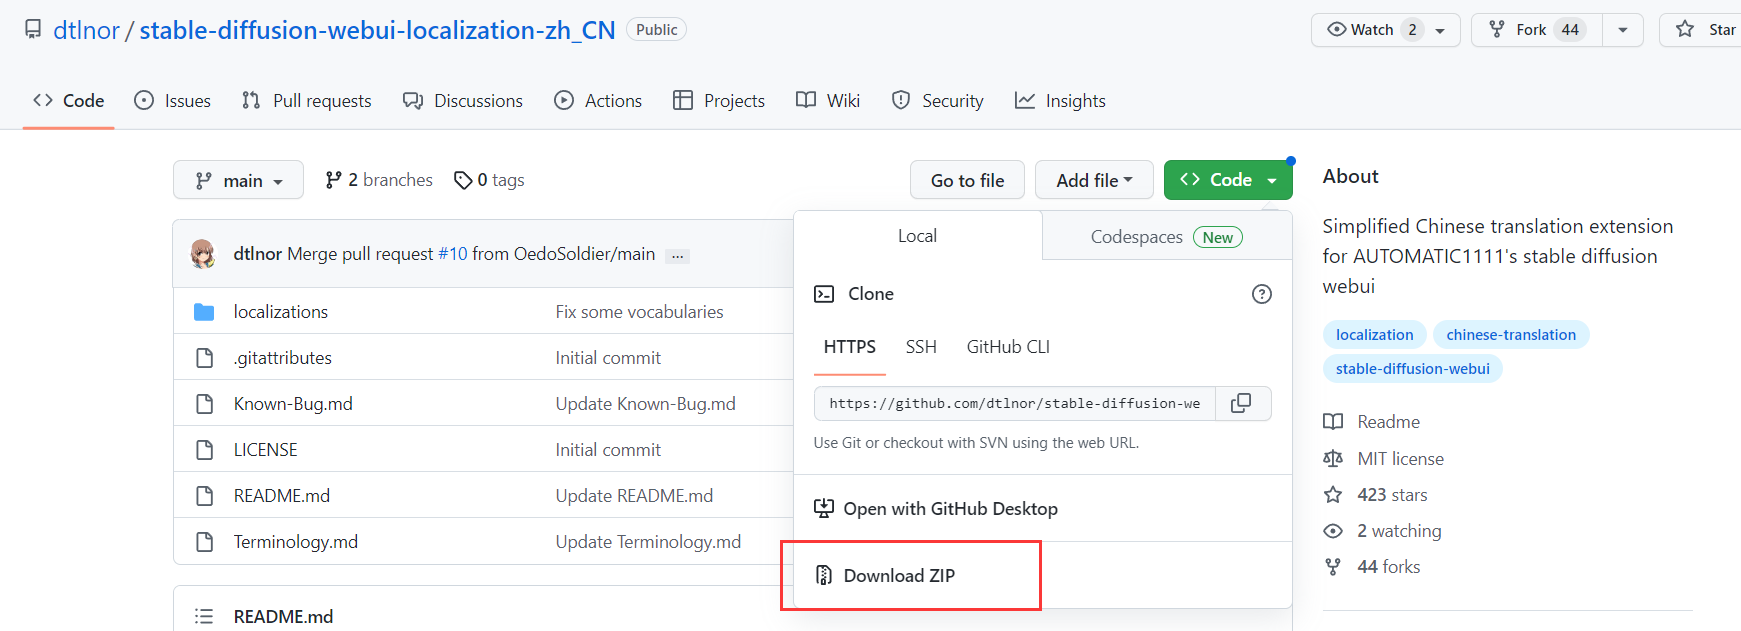 dtlnor / stable-diffusion-webui-localization-zh_CN Public
Watch 2
Fork 44
Star
Code
Issues
Pull requests
Discussions
Actions
Projects
Wiki
Security
Insights
main
2 branches
0 tags
Go to file
Add file
Code
dtlnor Merge pull request #10 from OedoSoldier/main ...
localizations Fix some vocabularies
.gitattributes Initial commit
Known-Bug.md Update Known-Bug.md
LICENSE Initial commit
README.md Update README.md
Terminology.md Update Terminology.md
README.md
Local
Codespaces New
Clone
HTTPS SSH GitHub CLI
https://github.com/dtlnor/stable-diffusion-we
Use Git or checkout with SVN using the web URL.
Open with GitHub Desktop
Download ZIP
About
Simplified Chinese translation extension
for AUTOMATIC1111's stable diffusion
webui
localization chinese-translation
stable-diffusion-webui
Readme
MIT license
423 stars
2 watching
44 forks